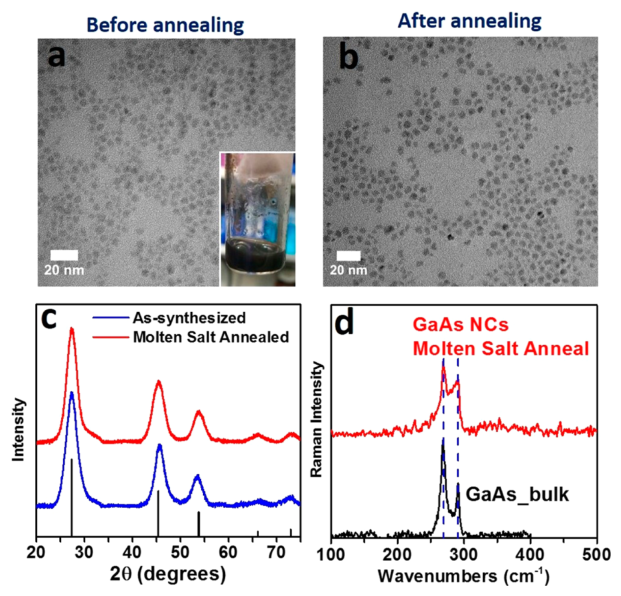 Before annealing
After annealing
a
b
20 nm
20 nm
c
As-synthesized
Molten Salt Annealed
Intensity
20 30 40 50 60 70
2θ (degrees)
d
GaAs NCs
Molten Salt Anneal
GaAs_bulk
Raman Intensity
100 200 300 400 500
Wavenumbers (cm-1)